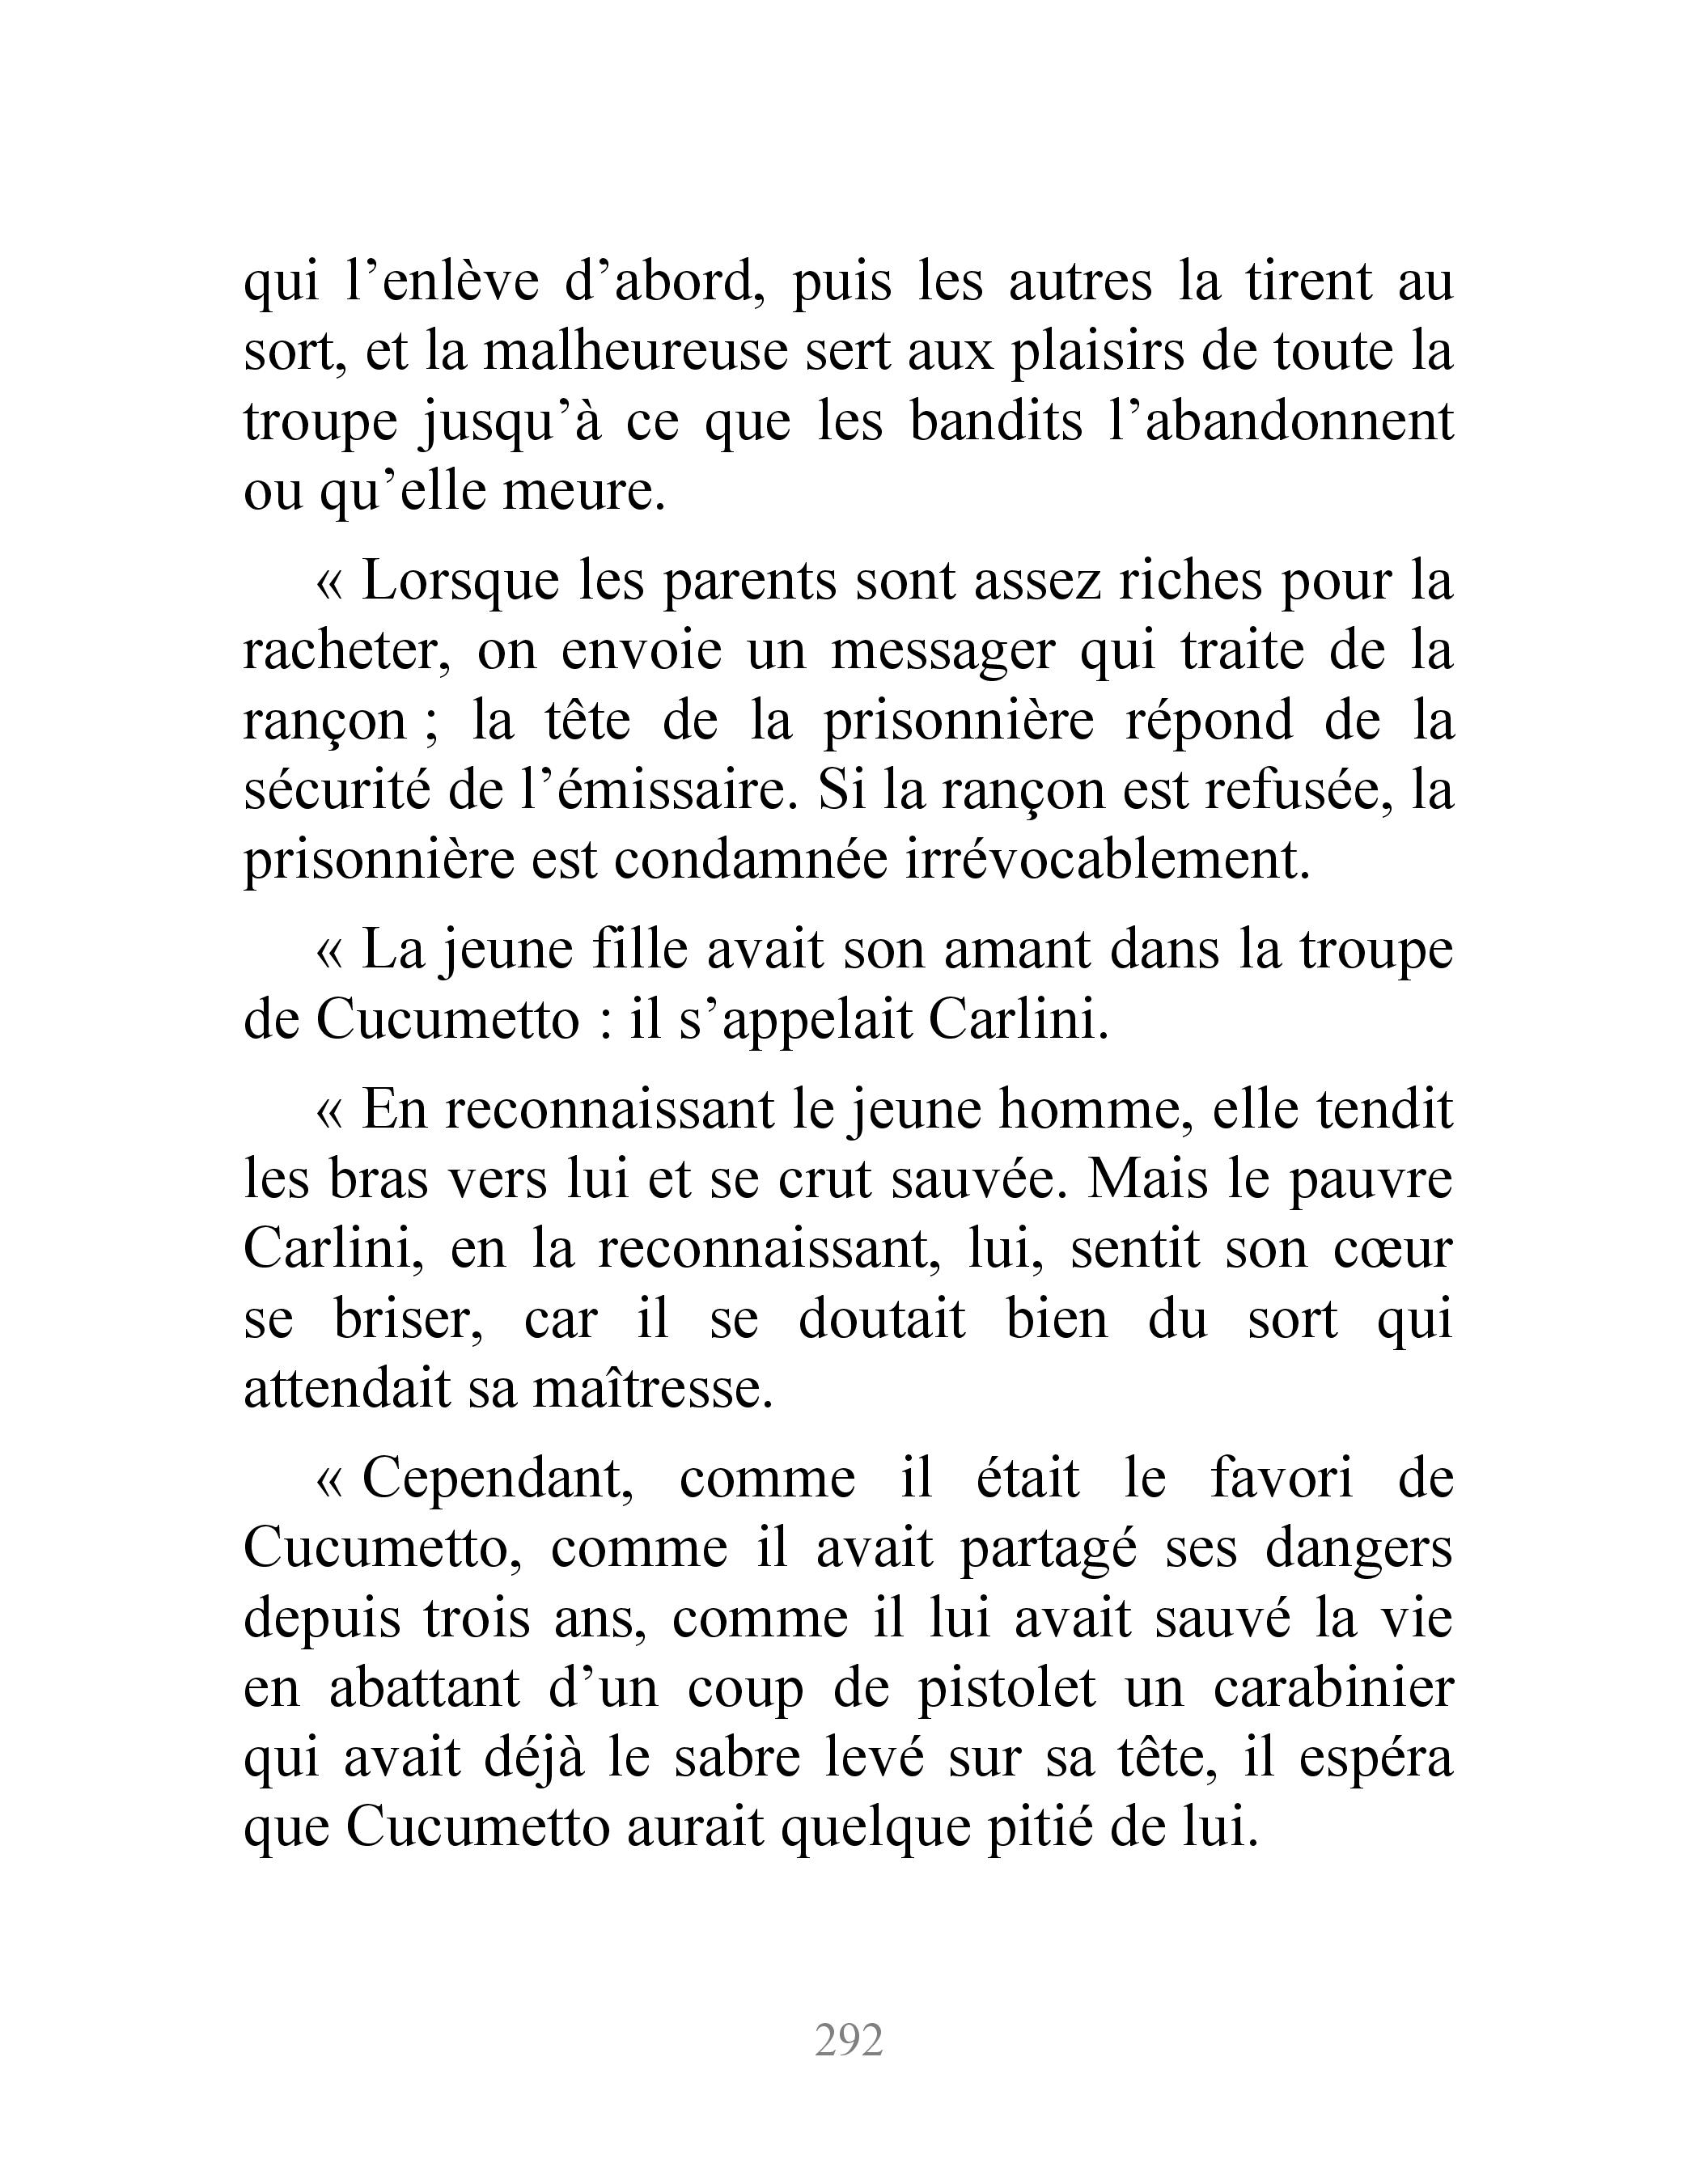 qui l’enlève d’abord, puis les autres la tirent au
sort, et la malheureuse sert aux plaisirs de toute la
troupe jusqu’à ce que les bandits l’abandonnent
ou qu’elle meure.
« Lorsque les parents sont assez riches pour la
racheter, on envoie un messager qui traite de la
rançon ; la tête de la prisonnière répond de la
sécurité de l’émissaire. Si la rançon est refusée, la
prisonnière est condamnée irrévocablement.
« La jeune fille avait son amant dans la troupe
de Cucumetto : il s’appelait Carlini.
« En reconnaissant le jeune homme, elle tendit
les bras vers lui et se crut sauvée. Mais le pauvre
Carlini, en la reconnaissant, lui, sentit son cœur
se briser, car il se doutait bien du sort qui
attendait sa maîtresse.
« Cependant, comme il était le favori de
Cucumetto, comme il avait partagé ses dangers
depuis trois ans, comme il lui avait sauvé la vie
en abattant d’un coup de pistolet un carabinier
qui avait déjà le sabre levé sur sa tête, il espéra
que Cucumetto aurait quelque pitié de lui.
292